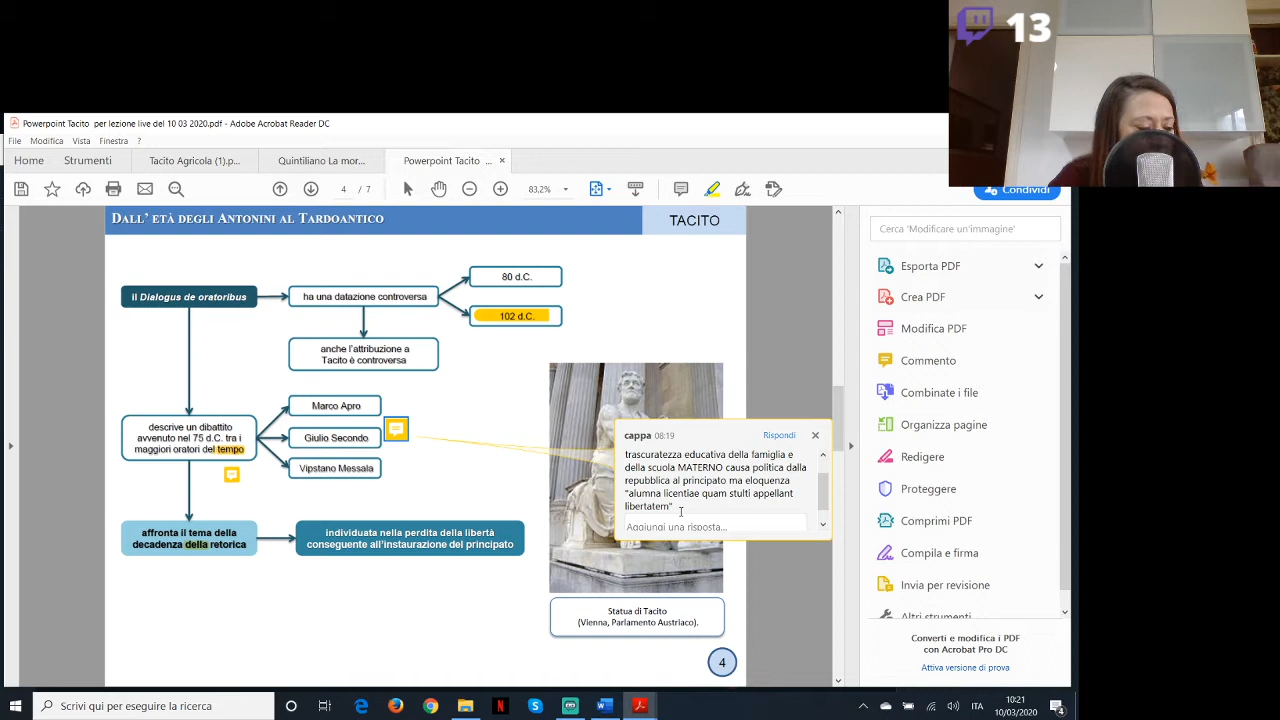 13
Powerpoint Tacito per lezione live del 10 03 2020.pdf - Adobe Acrobat Reader DC
File Modifica Vista Finestra ?
Home Strumenti Tacito Agricola (1).p... Quintiliano La mor... Powerpoint Tacito ... ×
4 / 7 83,2% Condividi
DALL' ETÀ DEGLI ANTONINI AL TARDOANTICO
TACITO
il Dialogus de oratoribus
ha una datazione controversa
80 d.C.
102 d.C.
anche l'attribuzione a
Tacito è controversa
descrive un dibattito
avvenuto nel 75 d.C. tra i
maggiori oratori del tempo
Marco Apro
Giulio Secondo
Vipstano Messala
affronta il tema della
decadenza della retorica
individuata nella perdita della libertà
conseguente all'instaurazione del principato
cappa 08:19 Rispondi
trascuratezza educativa della famiglia e
della scuola MATERNO causa politica dalla
repubblica al principato ma eloquenza
"alumna licentiae quam stulti appellant
libertatem"
Aggiungi una risposta...
Statua di Tacito
(Vienna, Parlamento Austriaco).
4
Cerca 'Modificare un'immagine'
Esporta PDF
Crea PDF
Modifica PDF
Commento
Combinate i file
Organizza pagine
Redigere
Proteggere
Comprimi PDF
Compila e firma
Invia per revisione
Altri strumenti
Converti e modifica i PDF
con Acrobat Pro DC
Attiva versione di prova
Scrivi qui per eseguire la ricerca
ITA
10:21
10/03/2020
4